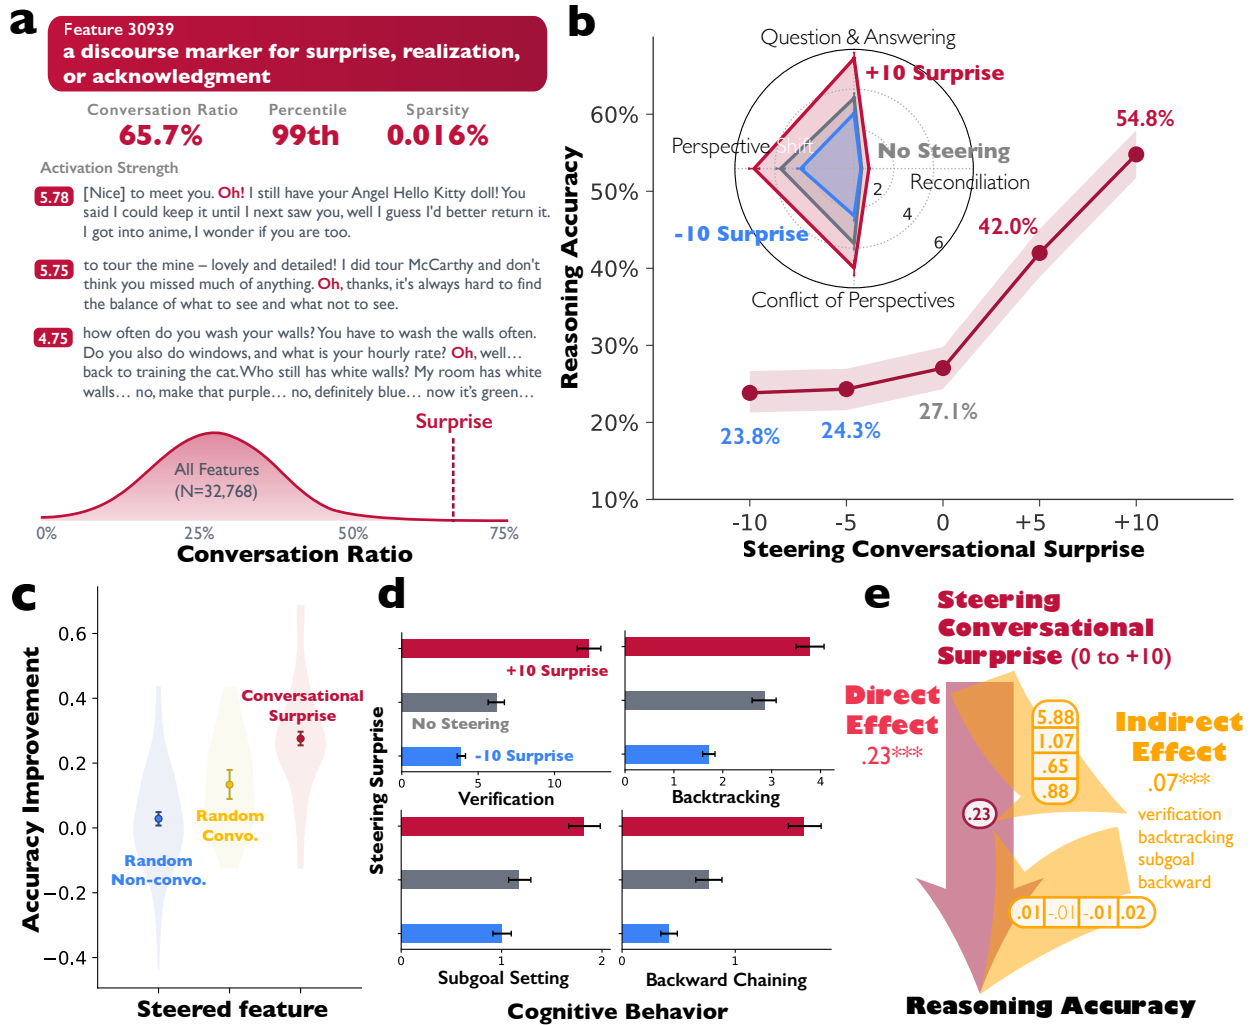 a
Feature 30939
a discourse marker for surprise, realization,
or acknowledgment
Conversation Ratio
65.7%
Percentile
99th
Sparsity
0.016%
Activation Strength
5.78
[Nice] to meet you. Oh! I still have your Angel Hello Kitty doll! You
said I could keep it until I next saw you, well I guess I'd better return it.
I got into anime, I wonder if you are too.
5.75
to tour the mine – lovely and detailed! I did tour McCarthy and don't
think you missed much of anything. Oh, thanks, it's always hard to find
the balance of what to see and what not to see.
4.75
how often do you wash your walls? You have to wash the walls often.
Do you also do windows, and what is your hourly rate? Oh, well…
back to training the cat. Who still has white walls? My room has white
walls… no, make that purple… no, definitely blue… now it's green…
Surprise
All Features
(N=32,768)
0%
25%
50%
75%
Conversation Ratio
b
Reasoning Accuracy
60%
50%
40%
30%
20%
10%
Question & Answering
+10 Surprise
Perspective Shift
No Steering
Reconciliation
2
4
6
-10 Surprise
Conflict of Perspectives
23.8%
24.3%
27.1%
42.0%
54.8%
-10
-5
0
+5
+10
Steering Conversational Surprise
c
Accuracy Improvement
0.6
0.4
0.2
0.0
−0.2
−0.4
Random
Non-convo.
Random
Convo.
Conversational
Surprise
Steered feature
d
Steering Surprise
+10 Surprise
No Steering
-10 Surprise
0
5
10
Verification
0
1
2
3
4
Backtracking
0
1
2
Subgoal Setting
0
1
Backward Chaining
Cognitive Behavior
e
Steering
Conversational
Surprise (0 to +10)
Direct
Effect
.23***
Indirect
Effect
.07***
5.88
1.07
.65
.88
.23
verification
backtracking
subgoal
backward
.01
-.01
-.01
.02
Reasoning Accuracy